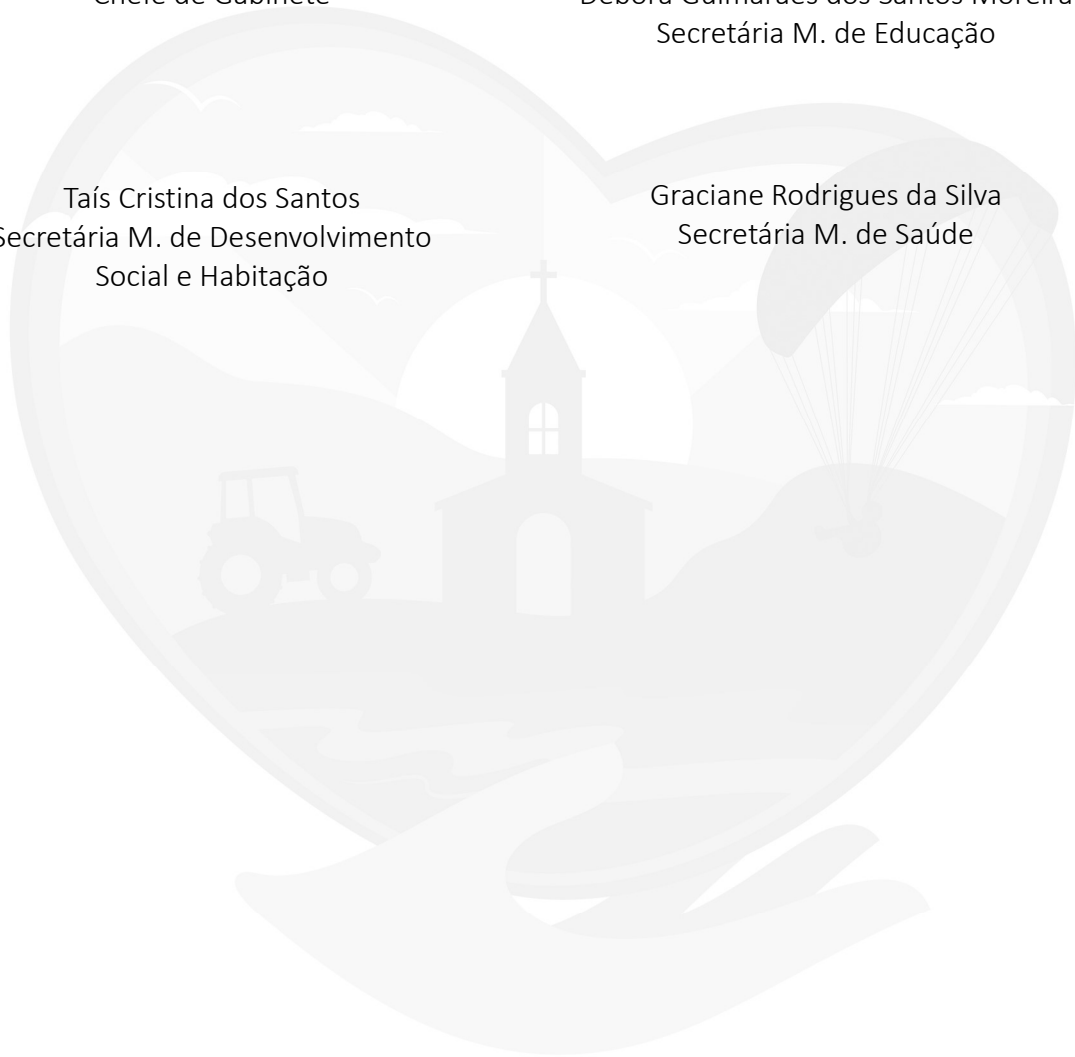 Chefe de Gabinete
Débora Guimarães dos Santos Moreira
Secretária M. de Educação
Taís Cristina dos Santos
Secretária M. de Desenvolvimento
Social e Habitação
Graciane Rodrigues da Silva
Secretária M. de Saúde